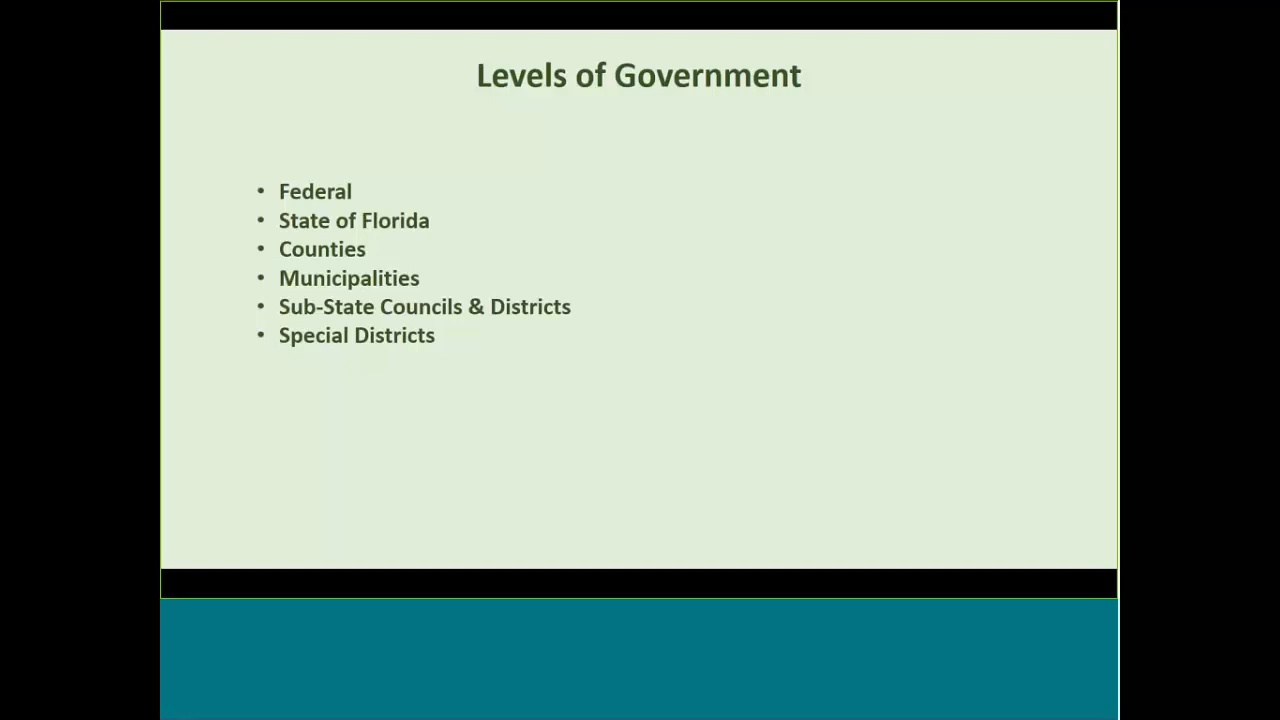 Levels of Government
• Federal
• State of Florida
• Counties
• Municipalities
• Sub-State Councils & Districts
• Special Districts